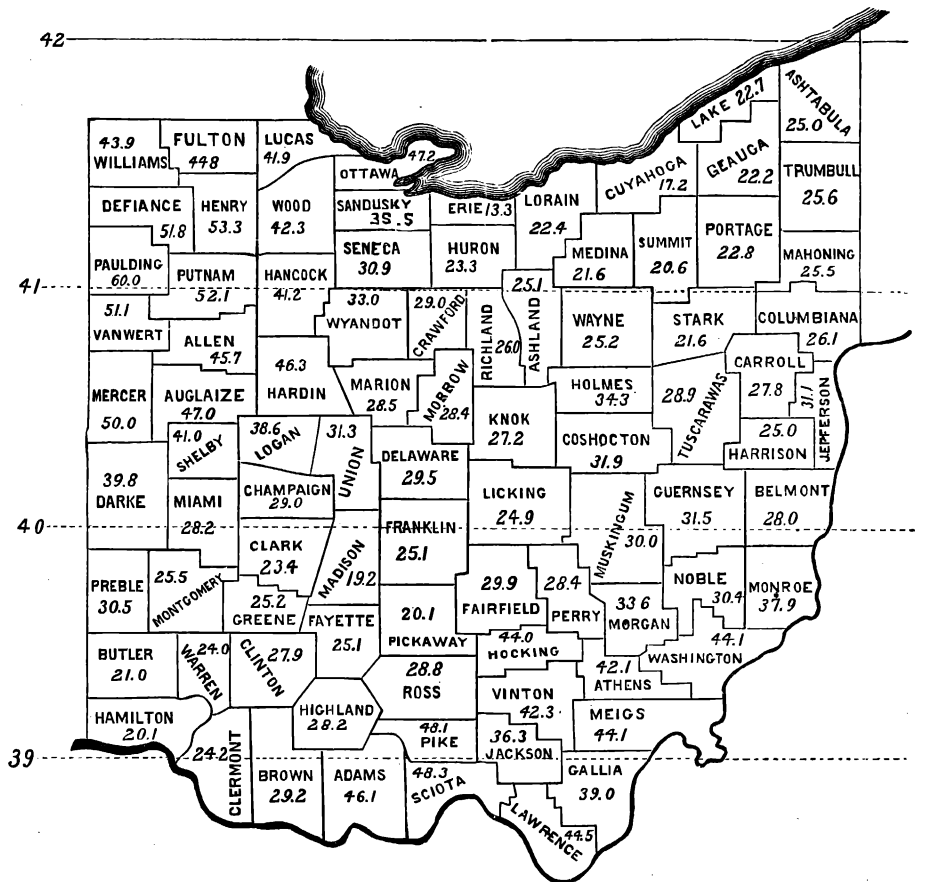 42
LAKE 22.7
ASHTABULA
25.0
43.9
WILLIAMS
FULTON
448
LUCAS
41.9
47.2
OTTAWA
CUYAHOGA
17.2
GEAUGA
22.2
TRUMBULL
25.6
DEFIANCE
51.8
HENRY
53.3
WOOD
42.3
SANDUSKY
35.5
ERIE 13.3
LORAIN
22.4
MEDINA
21.6
SUMMIT
20.6
PORTAGE
22.8
MAHONING
25.5
PAULDING
60.0
PUTNAM
52.1
HANCOCK
41.2
SENECA
30.9
HURON
23.3
41
51.1
VANWERT
ALLEN
45.7
33.0
WYANDOT
29.0
CRAWFORD
RICHLAND
26.0
25.1
ASHLAND
WAYNE
25.2
STARK
21.6
COLUMBIANA
26.1
MERCER
50.0
AUGLAIZE
47.0
46.3
HARDIN
MARION
28.5
MORROW
28.4
KNOK
27.2
HOLMES
34.3
28.9
TUSCARAWAS
CARROLL
27.8
31.1
JEPFERSON
41.0
SHELBY
38.6
LOGAN
31.3
UNION
DELAWARE
29.5
COSHOCTON
31.9
25.0
HARRISON
39.8
DARKE
MIAMI
28.2
CHAMPAIGN
29.0
LICKING
24.9
MUSKINGUM
30.0
GUERNSEY
31.5
BELMONT
28.0
40
CLARK
23.4
MADISON
19.2
FRANKLIN
25.1
PREBLE
30.5
25.5
MONTGOMERY
25.2
GREENE
FAYETTE
25.1
20.1
PICKAWAY
29.9
FAIRFIELD
28.4
PERRY
33.6
MORGAN
NOBLE
30.4
MONROE
37.9
BUTLER
21.0
24.0
WARREN
CLINTON
27.9
44.0
HOCKING
44.1
WASHINGTON
42.1
ATHENS
HAMILTON
20.1
HIGHLAND
28.2
28.8
ROSS
VINTON
42.3
MEIGS
44.1
39
24.2
CLERMONT
BROWN
29.2
ADAMS
46.1
48.1
PIKE
48.3
SCIOTA
36.3
JACKSON
GALLIA
39.0
LAWRENCE
44.5